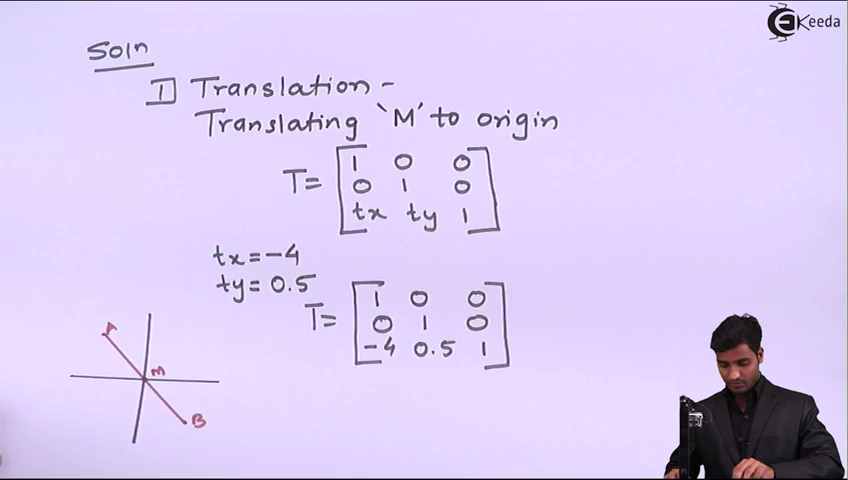 Ekeeda
Soln
I] Translation -
Translating 'M' to origin
T= [1 0 0
0 1 0
tx ty 1]
tx = -4
ty = 0.5
T= [1 0 0
0 1 0
-4 0.5 1]
M
B